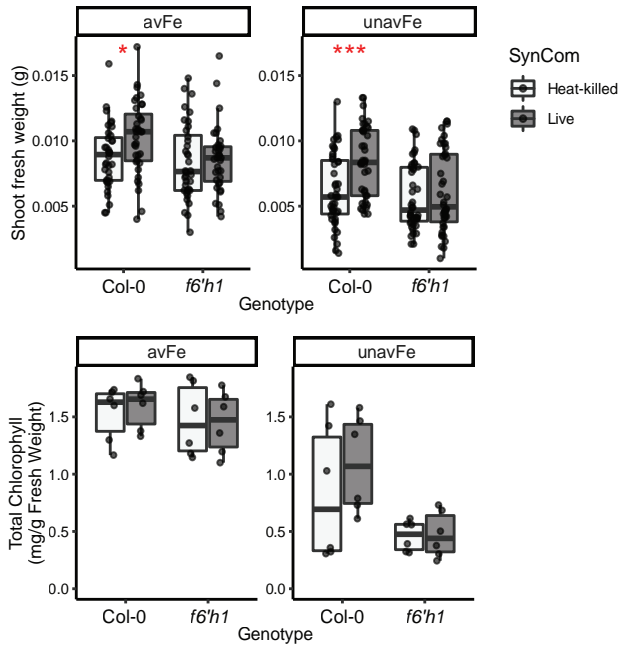 avFe
unavFe
*
***
Shoot fresh weight (g)
0.015
0.010
0.005
0.015
0.010
0.005
Col-0
f6'h1
Col-0
f6'h1
Genotype
SynCom
Heat-killed
Live
avFe
unavFe
Total Chlorophyll
(mg/g Fresh Weight)
1.5
1.0
0.5
0.0
1.5
1.0
0.5
0.0
Col-0
f6'h1
Col-0
f6'h1
Genotype